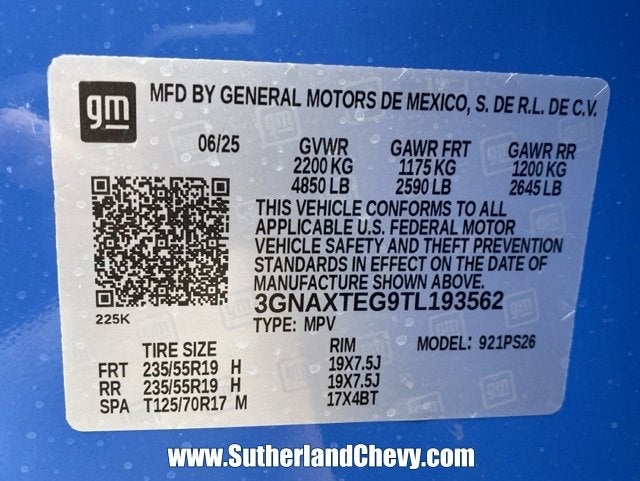 gm MFD BY GENERAL MOTORS DE MEXICO, S. DE R.L. DE C.V.
06/25 GVWR GAWR FRT GAWR RR
2200 KG 1175 KG 1200 KG
4850 LB 2590 LB 2645 LB
THIS VEHICLE CONFORMS TO ALL
APPLICABLE U.S. FEDERAL MOTOR
VEHICLE SAFETY AND THEFT PREVENTION
STANDARDS IN EFFECT ON THE DATE OF
MANUFACTURE SHOWN ABOVE.
3GNAXTEG9TL193562
225K TYPE: MPV
TIRE SIZE RIM MODEL: 921PS26
FRT 235/55R19 H 19X7.5J
RR 235/55R19 H 19X7.5J
SPA T125/70R17 M 17X4BT
www.SutherlandChevy.com